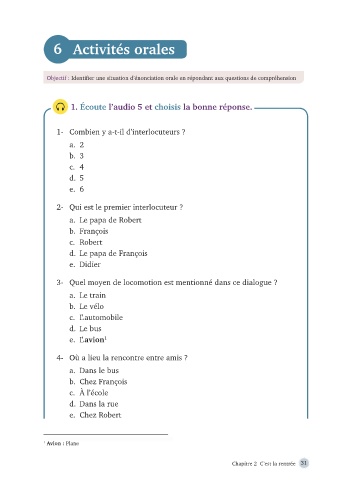 6 Activités orales
Objectif : Identifier une situation d'énonciation orale en répondant aux questions de compréhension
1. Écoute l'audio 5 et choisis la bonne réponse.
1- Combien y a-t-il d'interlocuteurs ?
a. 2
b. 3
c. 4
d. 5
e. 6
2- Qui est le premier interlocuteur ?
a. Le papa de Robert
b. François
c. Robert
d. Le papa de François
e. Didier
3- Quel moyen de locomotion est mentionné dans ce dialogue ?
a. Le train
b. Le vélo
c. L'automobile
d. Le bus
e. L'avion¹
4- Où a lieu la rencontre entre amis ?
a. Dans le bus
b. Chez François
c. À l'école
d. Dans la rue
e. Chez Robert
¹ Avion : Plane
Chapitre 2 C'est la rentrée 31